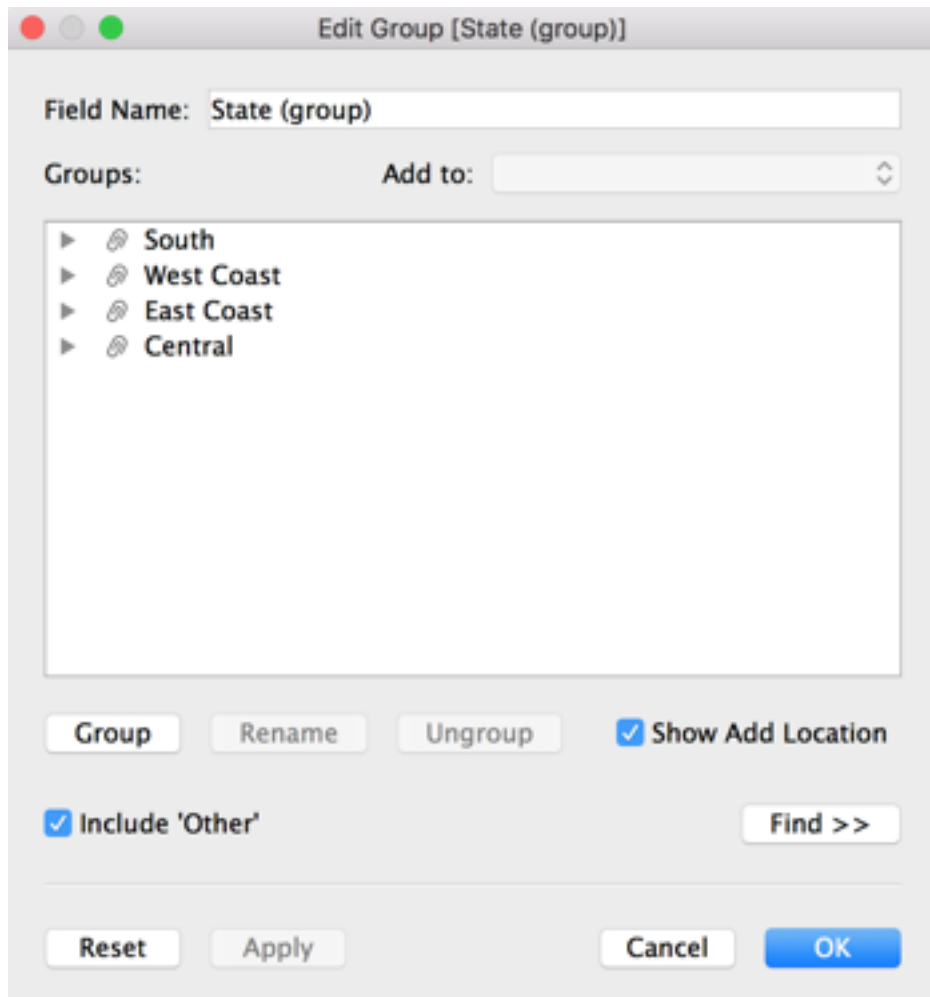 Edit Group [State (group)]
Field Name: State (group)
Groups: Add to:
South
West Coast
East Coast
Central
Group Rename Ungroup Show Add Location
Include 'Other' Find >>
Reset Apply Cancel OK